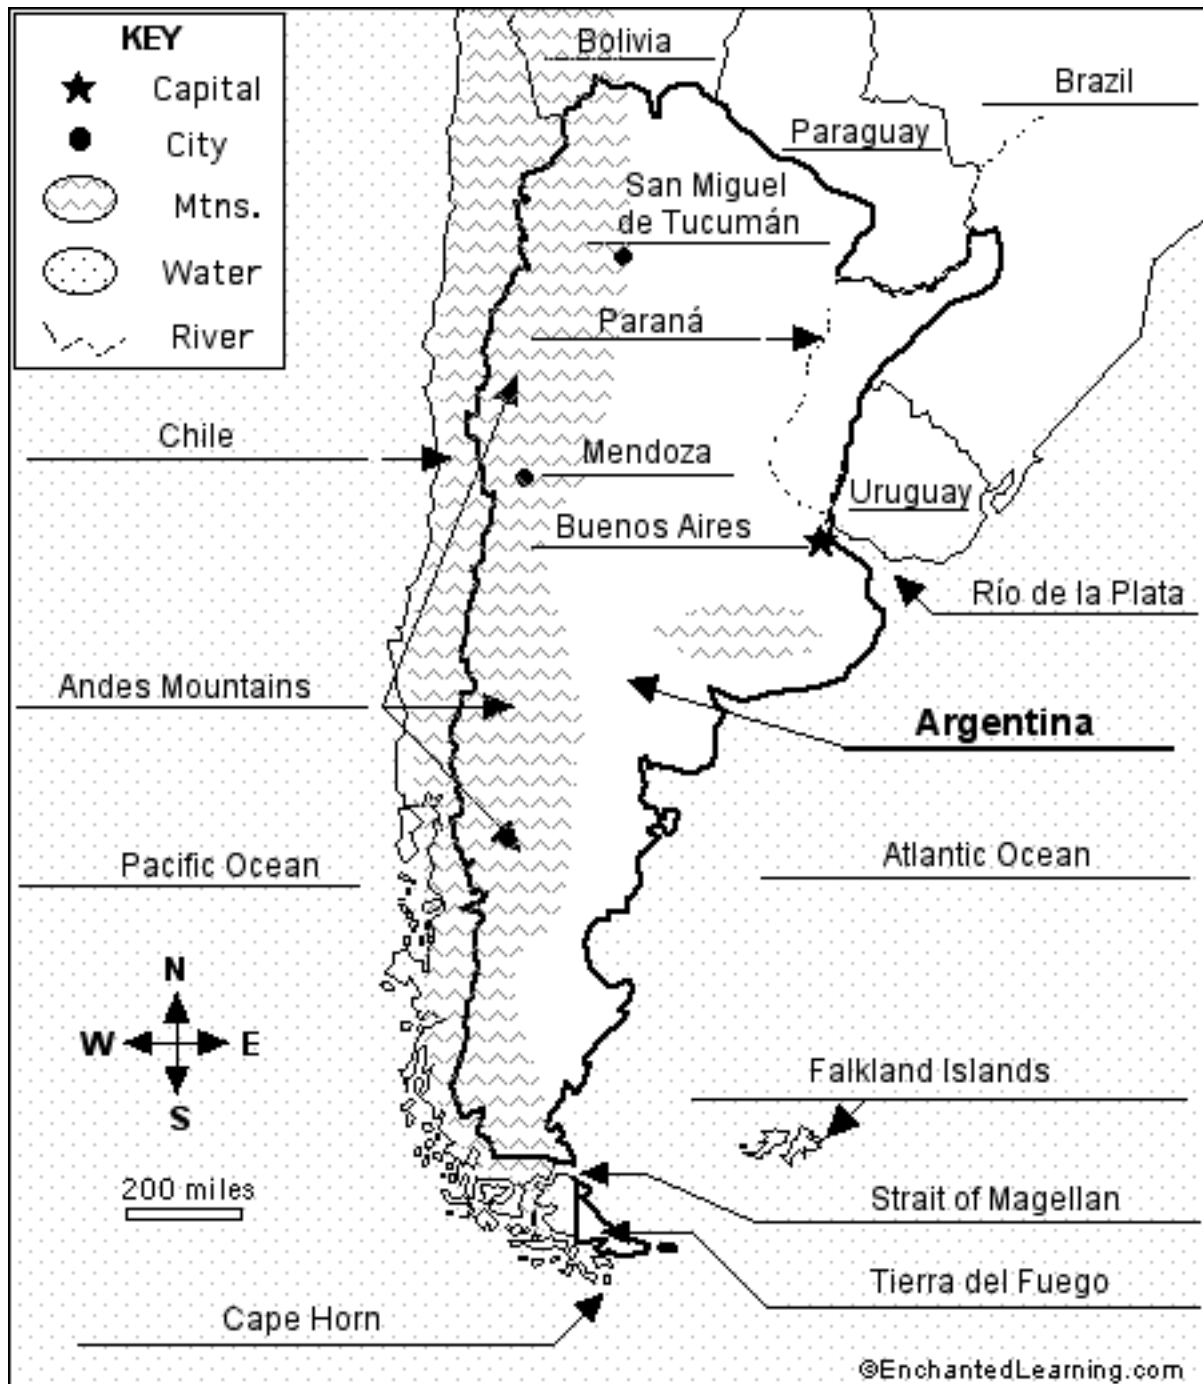 KEY
Capital
City
Mtns.
Water
River
Bolivia
Brazil
Paraguay
San Miguel
de Tucumán
Paraná
Chile
Mendoza
Uruguay
Buenos Aires
Río de la Plata
Andes Mountains
Argentina
Pacific Ocean
Atlantic Ocean
N
W E
S
Falkland Islands
200 miles
Strait of Magellan
Tierra del Fuego
Cape Horn
©EnchantedLearning.com